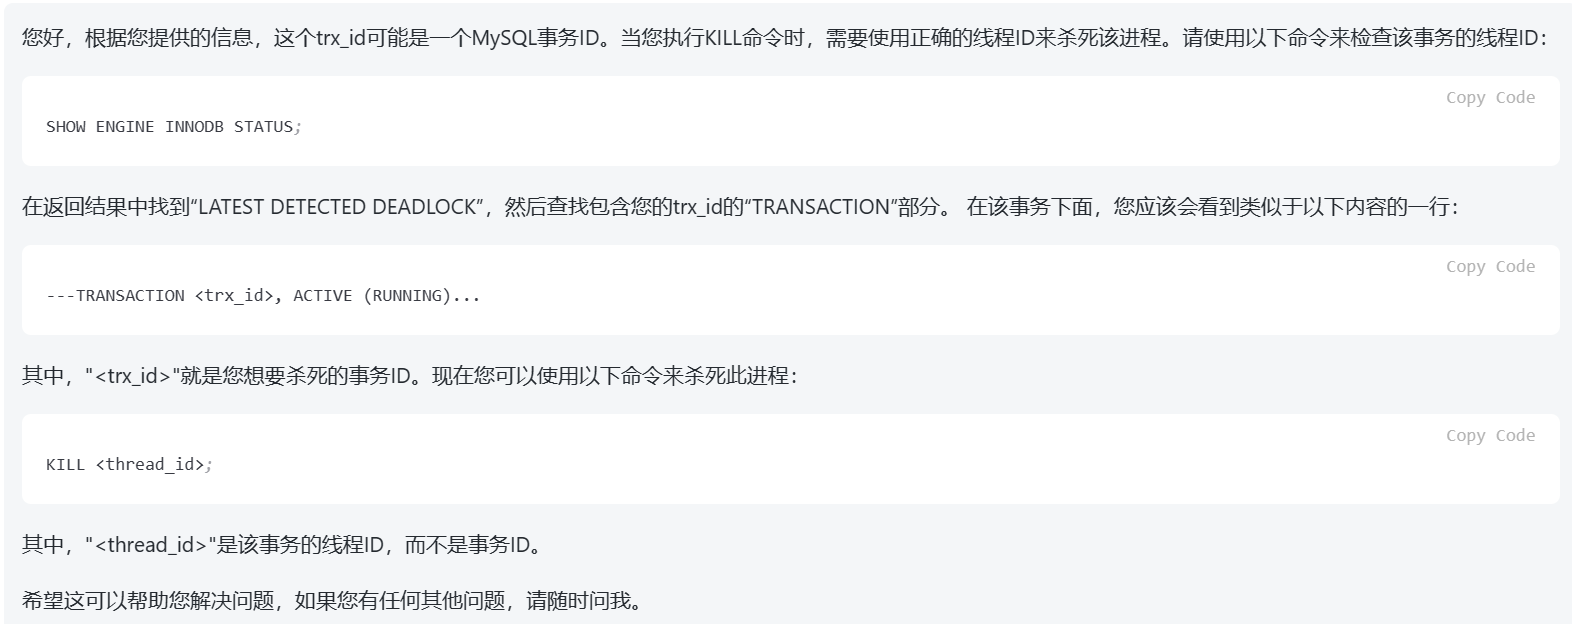 您好，根据您提供的信息，这个trx_id可能是一个MySQL事务ID。当您执行KILL命令时，需要使用正确的线程ID来杀死该进程。请使用以下命令来检查该事务的线程ID：
Copy Code
SHOW ENGINE INNODB STATUS;
在返回结果中找到“LATEST DETECTED DEADLOCK”，然后查找包含您的trx_id的“TRANSACTION”部分。 在该事务下面，您应该会看到类似于以下内容的一行：
Copy Code
---TRANSACTION <trx_id>, ACTIVE (RUNNING)...
其中，"<trx_id>"就是您想要杀死的事务ID。现在您可以使用以下命令来杀死此进程：
Copy Code
KILL <thread_id>;
其中，"<thread_id>"是该事务的线程ID，而不是事务ID。
希望这可以帮助您解决问题，如果您有任何其他问题，请随时问我。